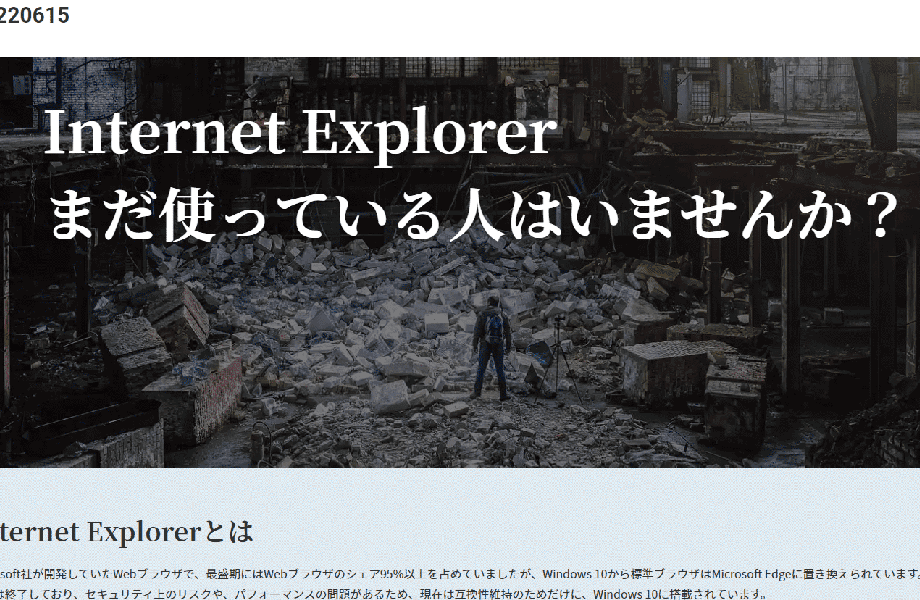 220615
Internet Explorer
まだ使っている人はいませんか？
ternet Explorerとは
soft社が開発していたWebブラウザで、最盛期にはWebブラウザのシェア95%以上を占めていましたが、Windows 10から標準ブラウザはMicrosoft Edgeに置き換えられています。
は終了しており、セキュリティ上のリスクや、パフォーマンスの問題があるため、現在は互換性維持のためだけに、Windows 10に搭載されています。